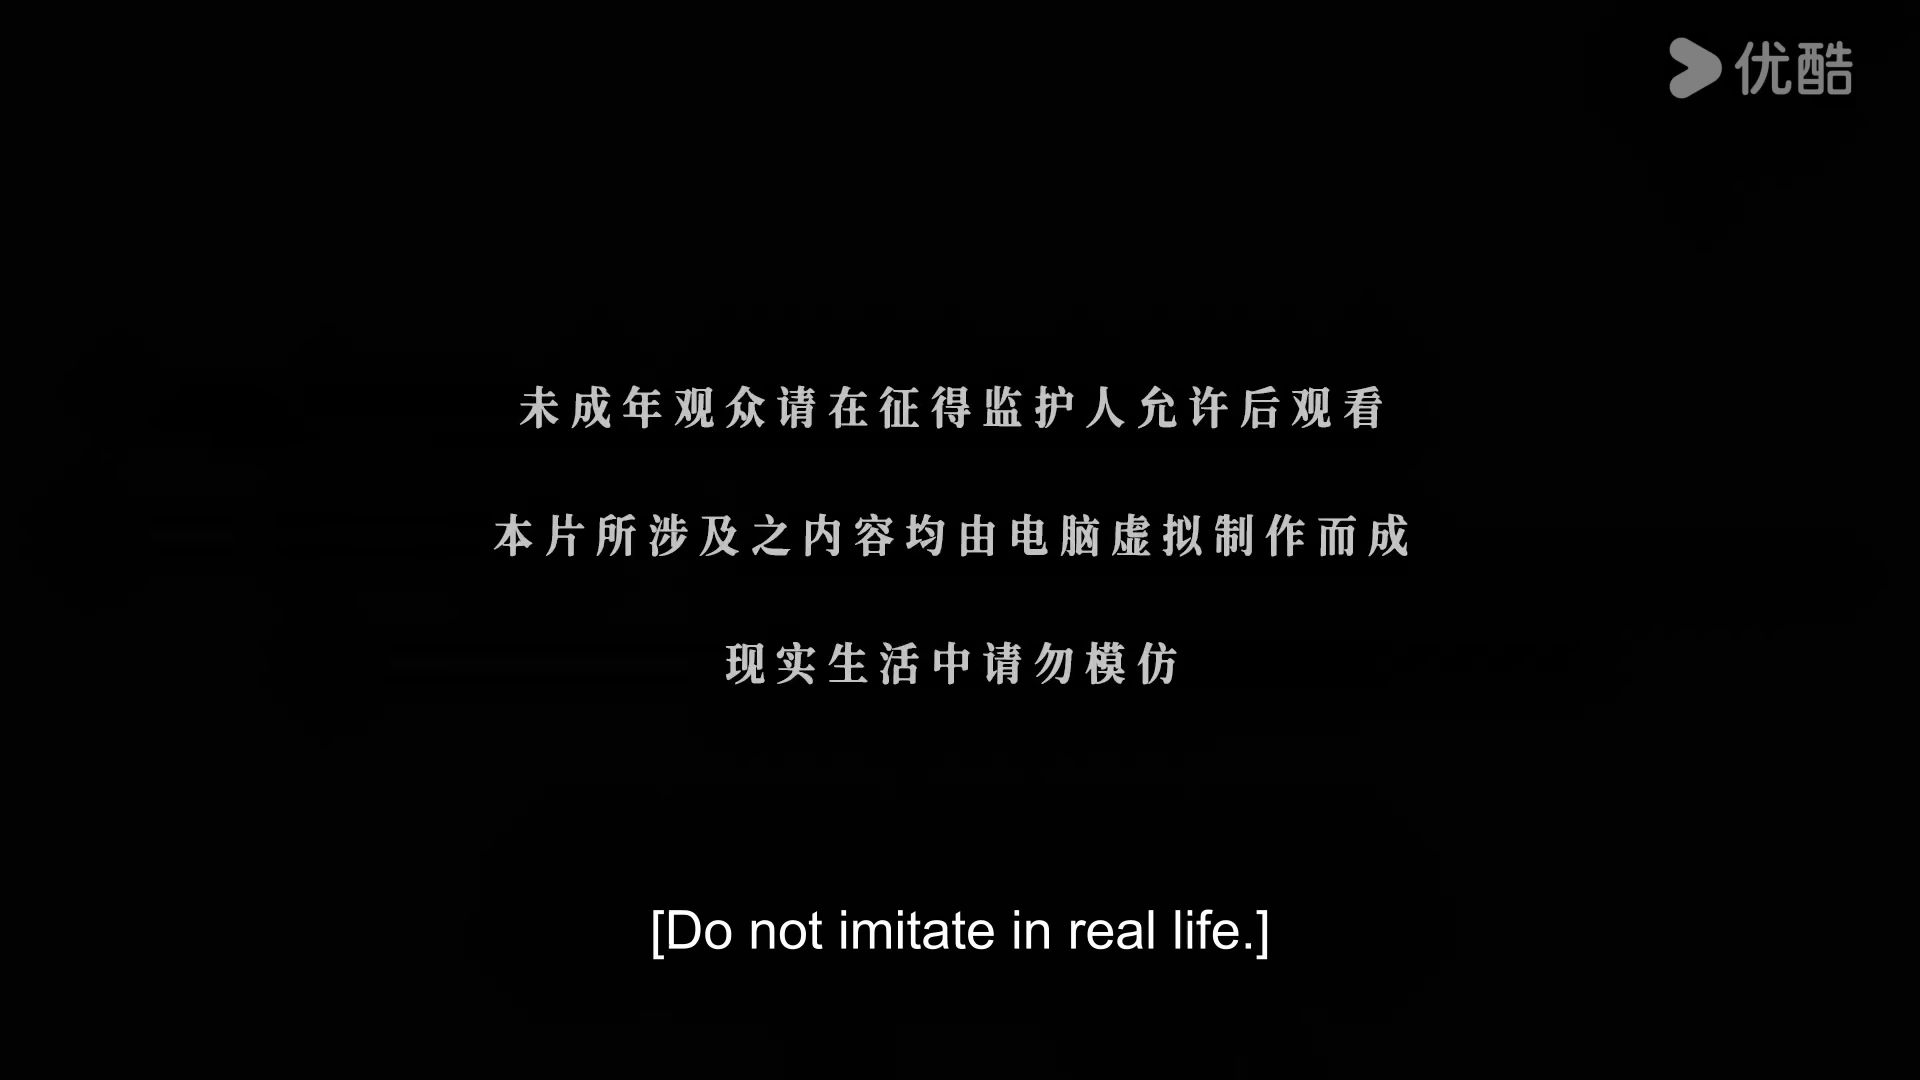 优酷
未成年观众请在征得监护人允许后观看
本片所涉及之内容均由电脑虚拟制作而成
现实生活中请勿模仿
[Do not imitate in real life.]